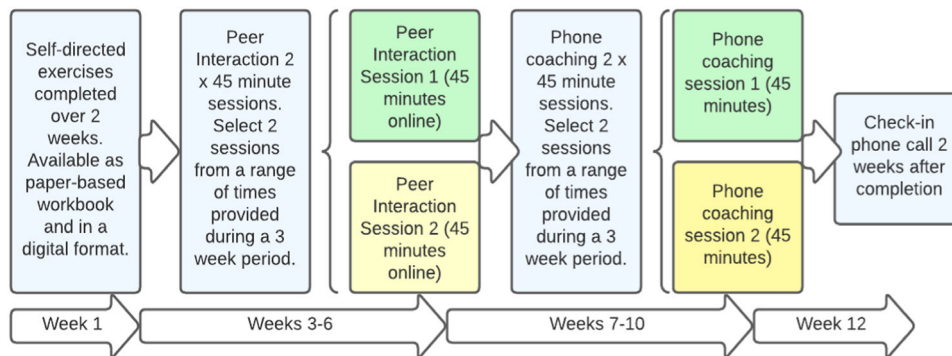 Self-directed
exercises
completed
over 2
weeks.
Available as
paper-based
workbook
and in a
digital format.
Peer
Interaction 2
x 45 minute
sessions.
Select 2
sessions
from a range
of times
provided
during a 3
week period.
Peer
Interaction
Session 1 (45
minutes
online)
Peer
Interaction
Session 2 (45
minutes
online)
Phone
coaching 2 x
45 minute
sessions.
Select 2
sessions
from a range
of times
provided
during a 3
week period.
Phone
coaching
session 1 (45
minutes)
Phone
coaching
session 2 (45
minutes)
Check-in
phone call 2
weeks after
completion
Week 1
Weeks 3-6
Weeks 7-10
Week 12